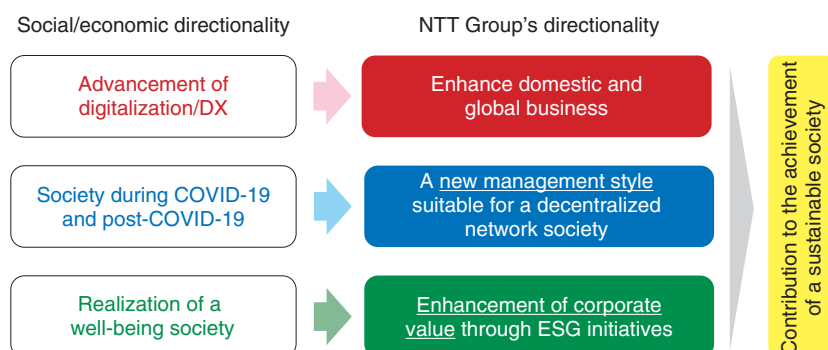 Social/economic directionality
NTT Group's directionality
Advancement of
digitalization/DX
Enhance domestic and
global business
Society during COVID-19
and post-COVID-19
A new management style
suitable for a decentralized
network society
Realization of a
well-being society
Enhancement of corporate
value through ESG initiatives
Contribution to the achievement
of a sustainable society